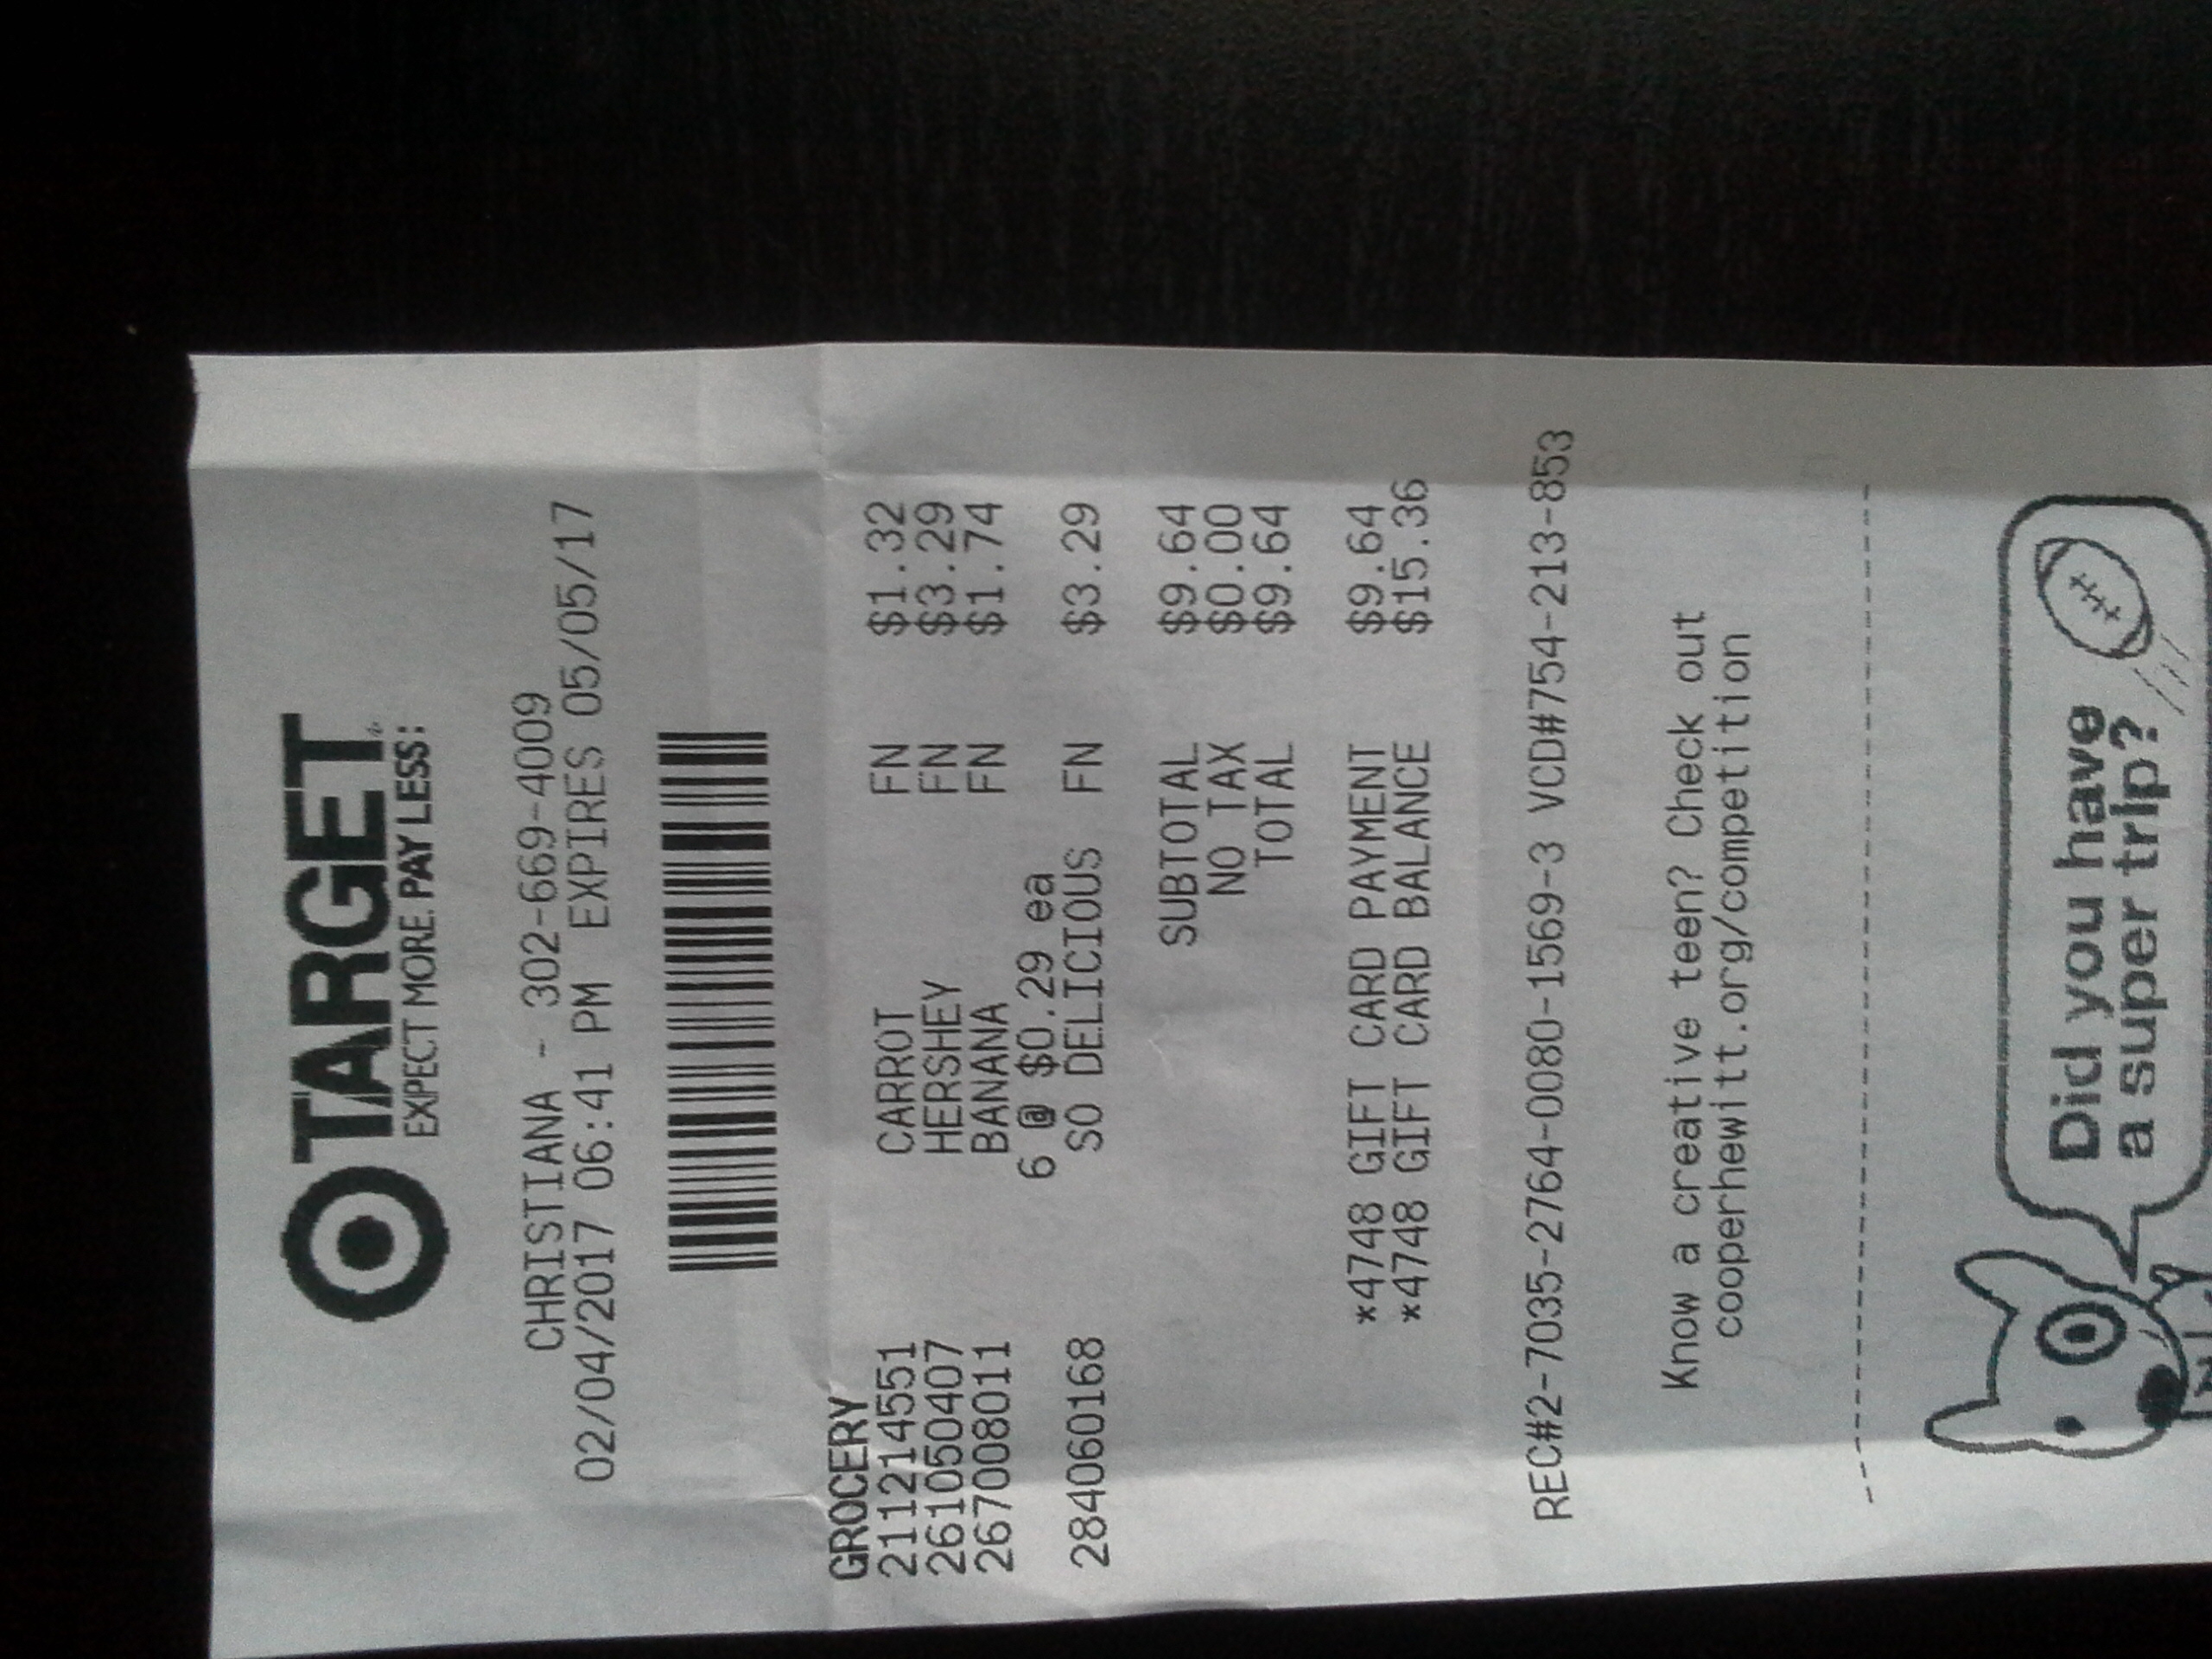 TARGET
EXPECT MORE. PAY LESS.
CHRISTIANA - 302-669-4009
02/04/2017 06:41 PM EXPIRES 05/05/17
GROCERY
211214551 CARROT FN $1.32
261050407 HERSHEY FN $3.29
267008011 BANANA FN $1.74
6 @ $0.29 ea
284060168 SO DELICIOUS FN $3.29
SUBTOTAL $9.64
NO TAX $0.00
TOTAL $9.64
*4748 GIFT CARD PAYMENT $9.64
*4748 GIFT CARD BALANCE $15.36
REC#2-7035-2764-0080-1569-3 VCD#754-213-853
Know a creative teen? Check out
cooperhewitt.org/competition
Did you have
a super trip?